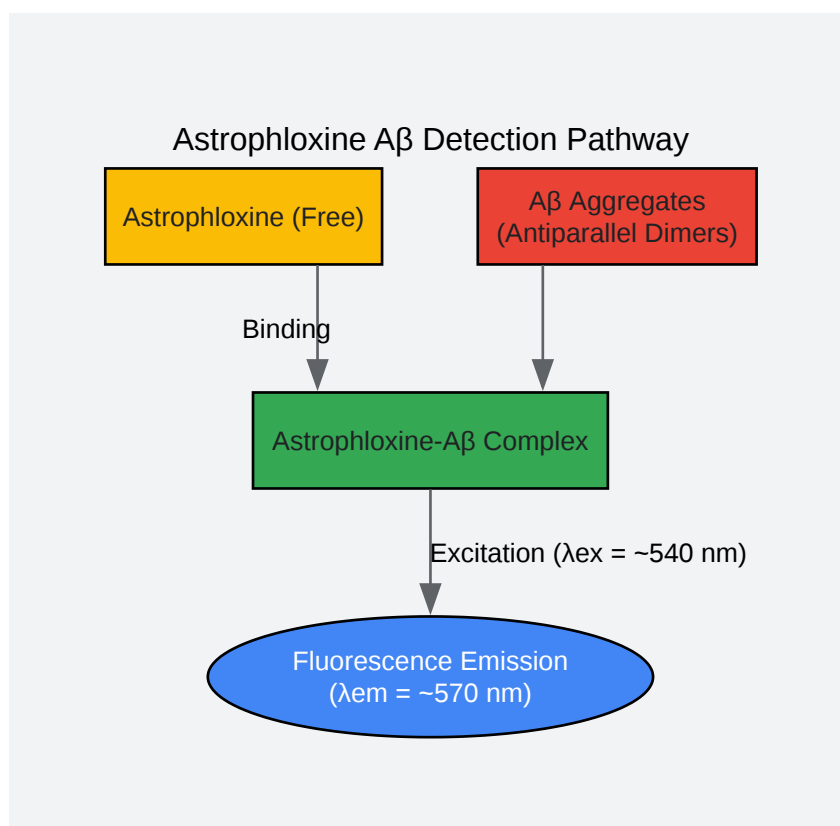 Astrophloxine Aβ Detection Pathway
Astrophloxine (Free)
Aβ Aggregates
(Antiparallel Dimers)
Binding
Astrophloxine-Aβ Complex
Excitation (λex = ~540 nm)
Fluorescence Emission
(λem = ~570 nm)